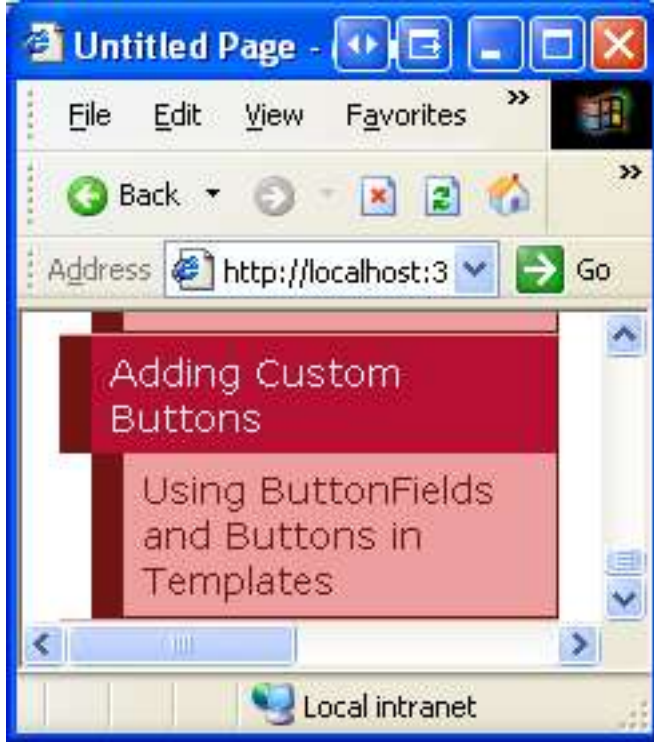 Untitled Page -
File Edit View Favorites »
Back »
Address http://localhost:3 Go
Adding Custom
Buttons
Using ButtonFields
and Buttons in
Templates
Local intranet